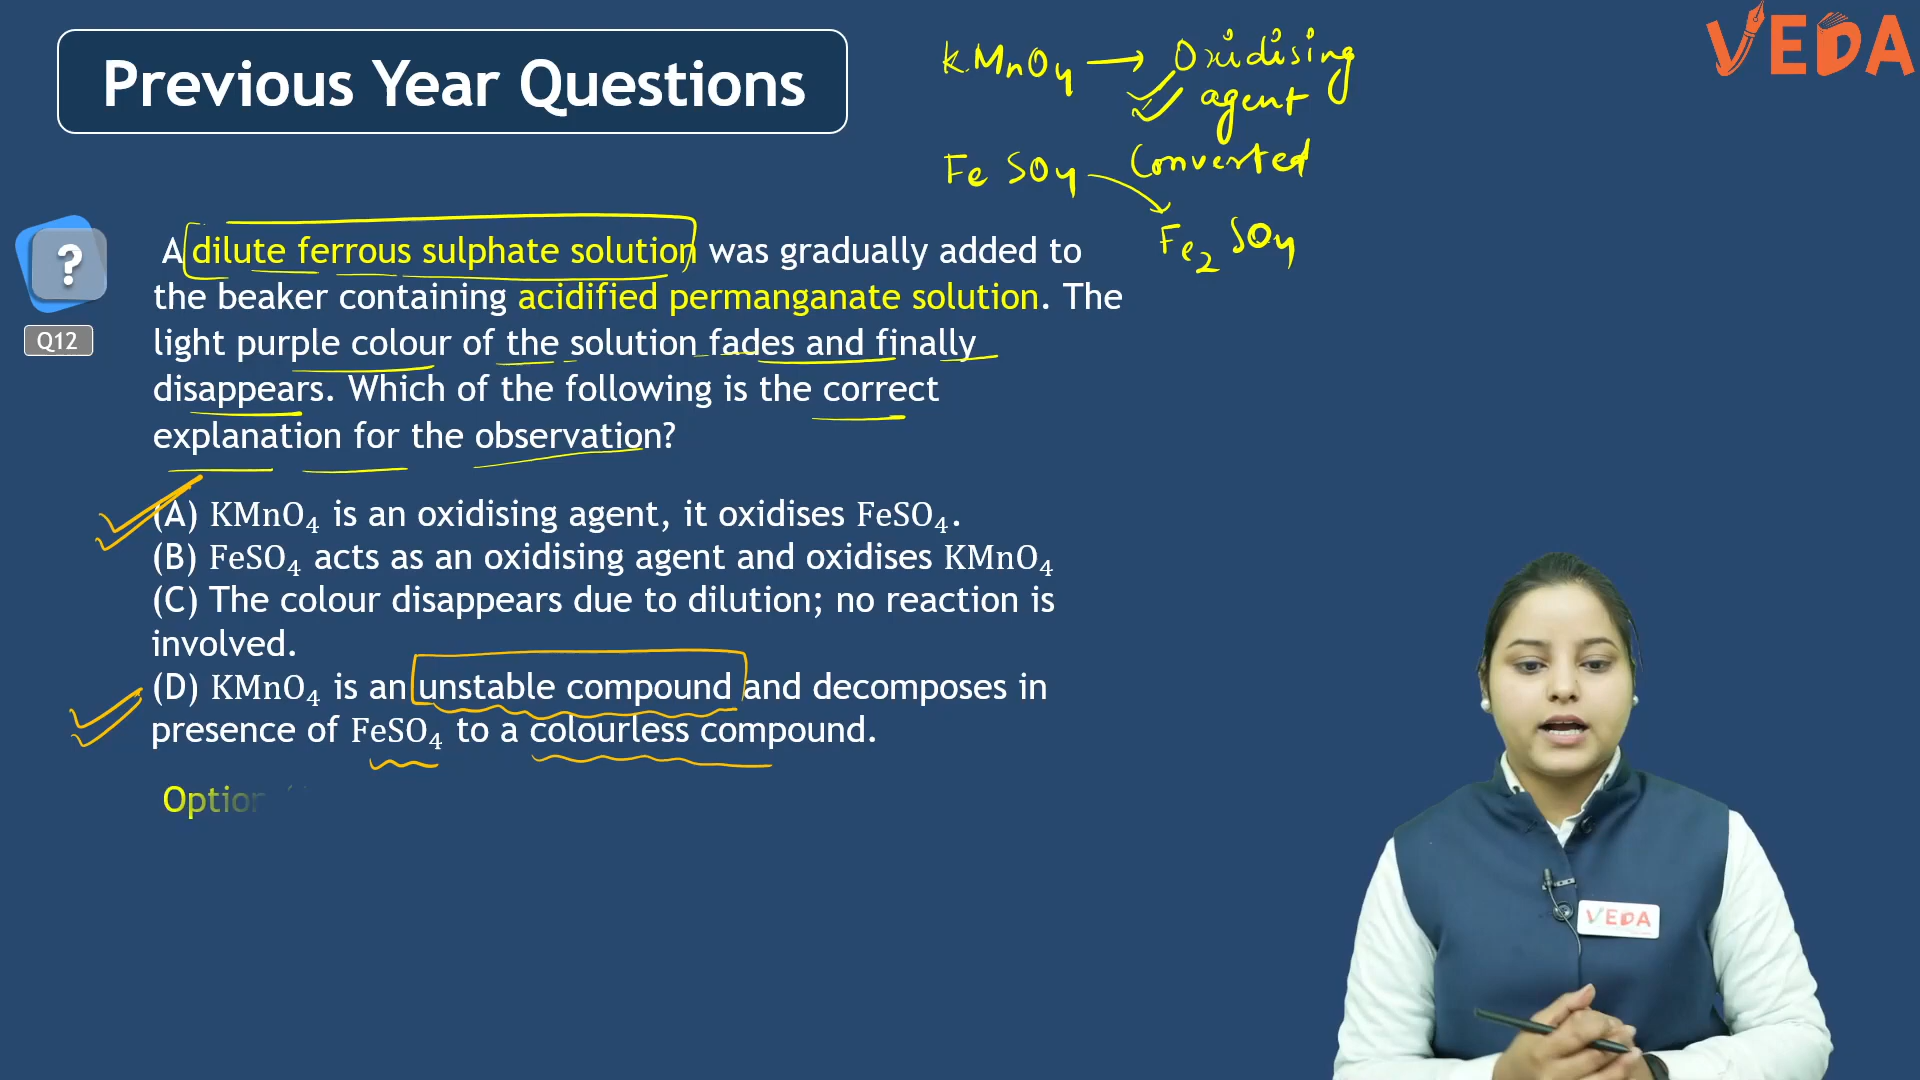 Previous Year Questions
VEDA
KMnO4 → Oxidising
agent
FeSO4 Converted
Fe2SO4
?
Q12
A dilute ferrous sulphate solution was gradually added to
the beaker containing acidified permanganate solution. The
light purple colour of the solution fades and finally
disappears. Which of the following is the correct
explanation for the observation?
(A) KMnO₄ is an oxidising agent, it oxidises FeSO₄.
(B) FeSO₄ acts as an oxidising agent and oxidises KMnO₄
(C) The colour disappears due to dilution; no reaction is
involved.
(D) KMnO₄ is an unstable compound and decomposes in
presence of FeSO₄ to a colourless compound.
Option
VEDA